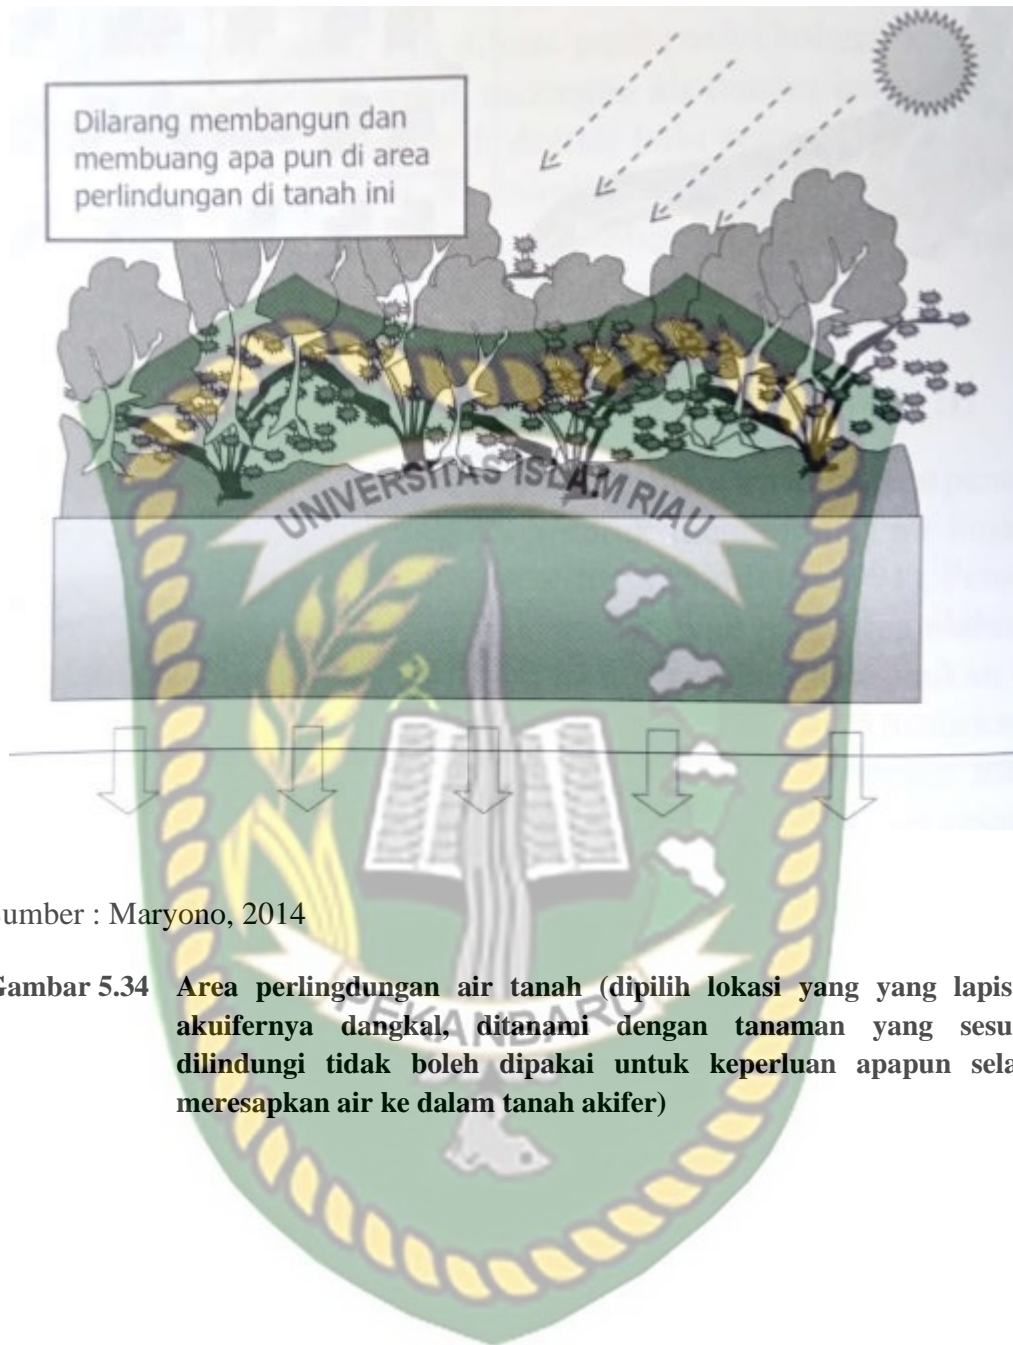 Dilarang membangun dan
membuang apa pun di area
perlindungan di tanah ini
UNIVERSITAS ISLAM RIAU
umber : Maryono, 2014
Gambar 5.34 Area perlingdungan air tanah (dipilih lokasi yang yang lapis
akuifernya dangkal, ditanami dengan tanaman yang sesu
dilindungi tidak boleh dipakai untuk keperluan apapun sela
meresapkan air ke dalam tanah akifer)
PEKANBARU